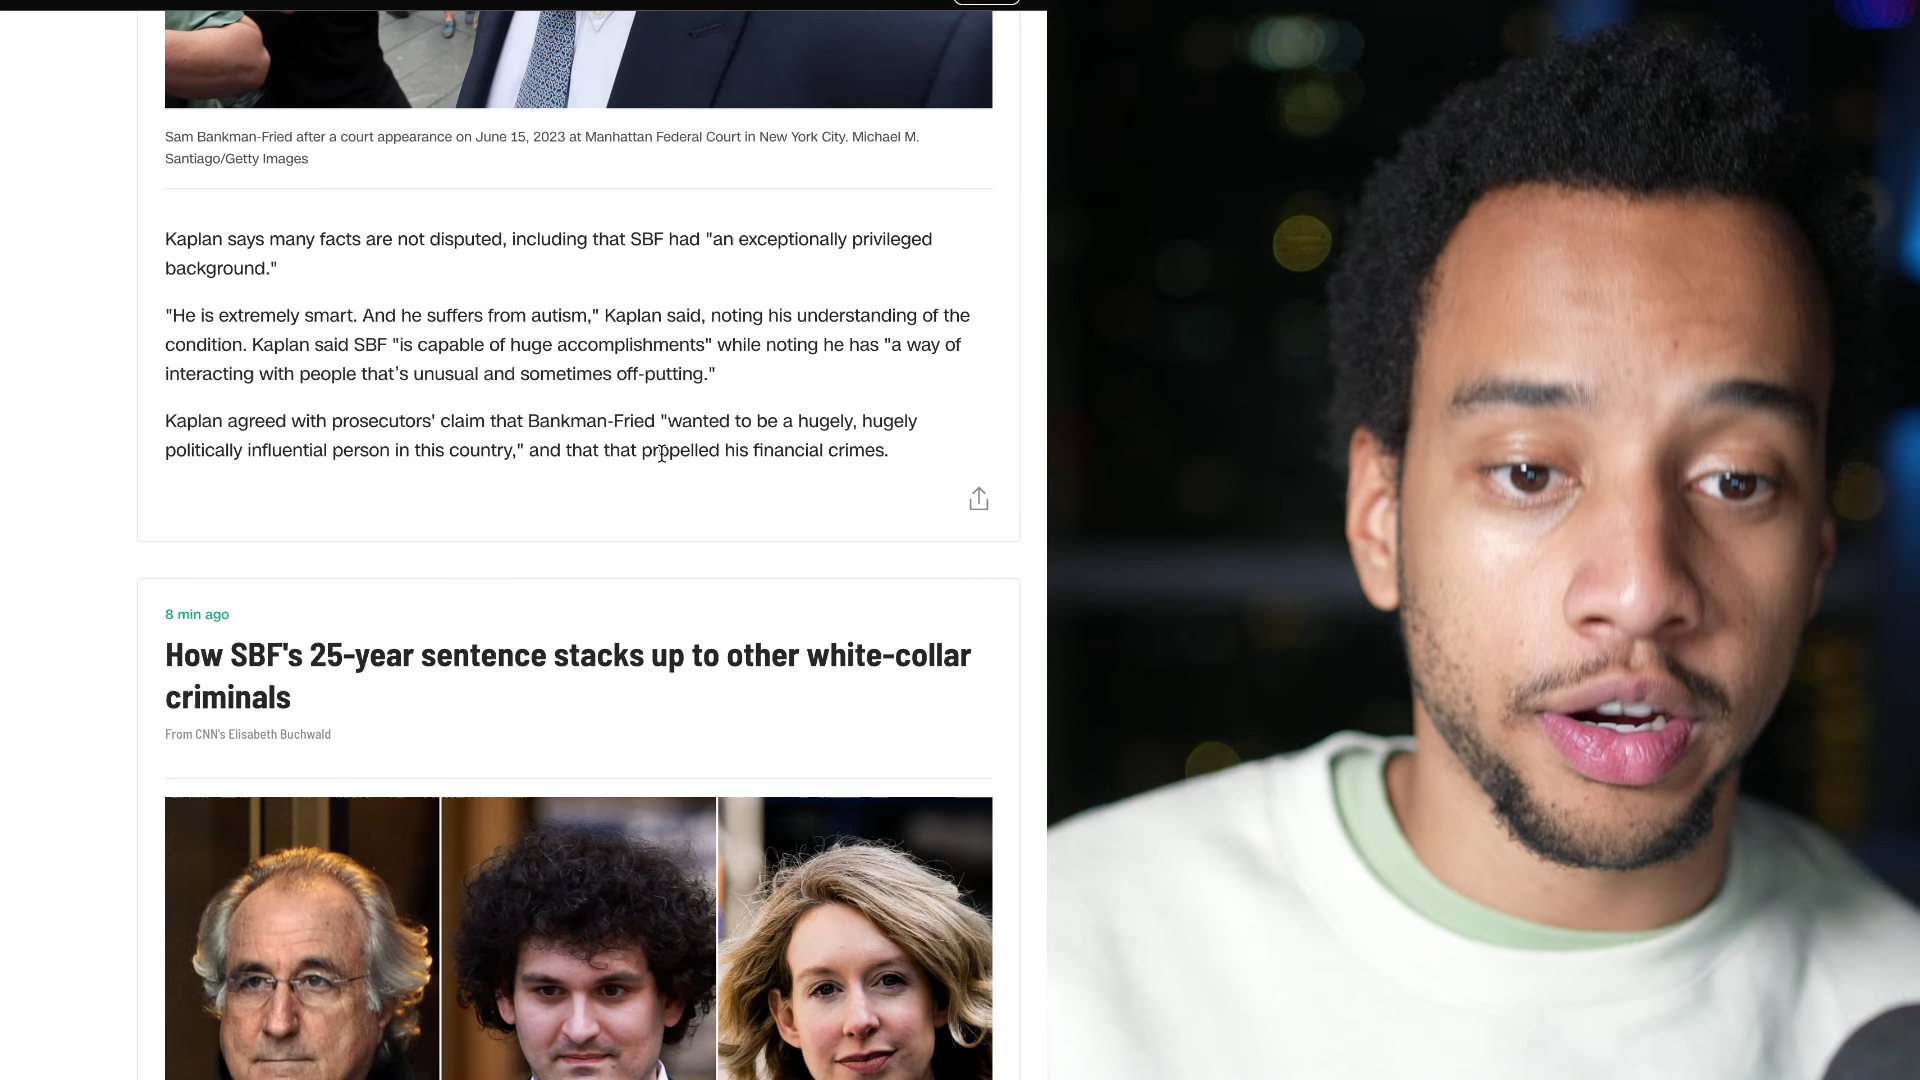 Sam Bankman-Fried after a court appearance on June 15, 2023 at Manhattan Federal Court in New York City. Michael M.
Santiago/Getty Images
Kaplan says many facts are not disputed, including that SBF had "an exceptionally privileged
background."
"He is extremely smart. And he suffers from autism," Kaplan said, noting his understanding of the
condition. Kaplan said SBF "is capable of huge accomplishments" while noting he has "a way of
interacting with people that’s unusual and sometimes off-putting."
Kaplan agreed with prosecutors' claim that Bankman-Fried "wanted to be a hugely, hugely
politically influential person in this country," and that that propelled his financial crimes.
8 min ago
How SBF's 25-year sentence stacks up to other white-collar
criminals
From CNN's Elisabeth Buchwald